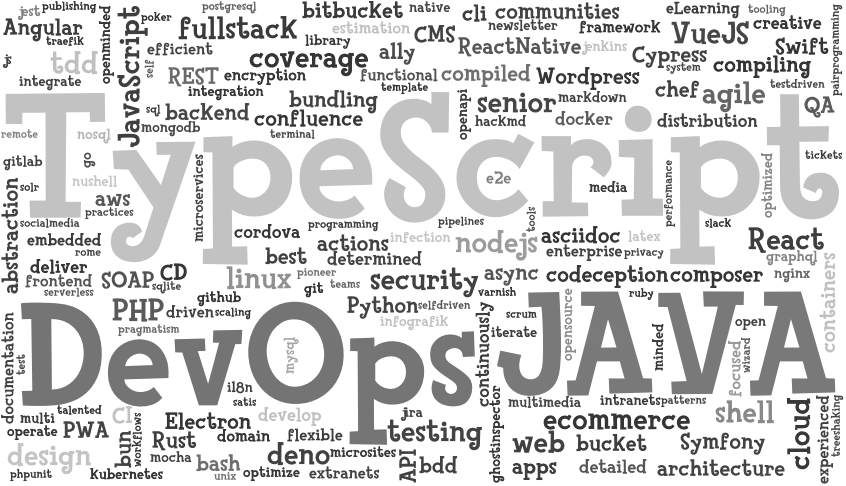 jest
publishing
Angular
traefik
openminded
JavaScript
poker
postgresql
fullstack
bitbucket
native
cli
communities
eLearning
tooling
newsletter
framework
VueJS
creative
js
tdd
efficient
self
library
estimation
CMS
coverage
ally
ReactNative
jenkins
Cypress
Swift
system
compiling
pairprogramming
integrate
REST
encryption
functional
compiled
Wordpress
integration
template
bundling
sql
backend
confluence
openapi
senior
markdown
chef
agile
testdriven
QA
mongodb
terminal
hackmd
docker
distribution
remote
nosql
TypeScript
gitlab
go
tickets
solr
nushell
microservices
e2e
media
performance
optimized
aws
practices
abstraction
socialmedia
cordova
programming
pipelines
tools
slack
embedded
rome
actions
infection
nodejs
asciidoc
latex
React
best
determined
enterprise
privacy
graphql
deliver
SOAP
CD
linux
pioneer
security
async
codeception
composer
nginx
containers
frontend
sqlite
serverless
git
teams
varnish
ruby
PHP
github
driven
scaling
Python
selfdriven
continuously
scrum
opensource
open
pragmatism
infografik
iterate
minded
documentation
test
DevOps
JAVA
mysql
focused
wizard
il8n
satis
multimedia
intranets
patterns
multi
talented
CI
workflows
Electron
develop
jra
ghostinspector
ecommerce
shell
cloud
experienced
treeshaking
operate
PWA
bun
Rust
domain
flexible
testing
web
bucket
Symfony
design
mocha
bash
deno
microsites
API
bdd
apps
detailed
architecture
phpunit
kubernetes
unix
optimize
extranets